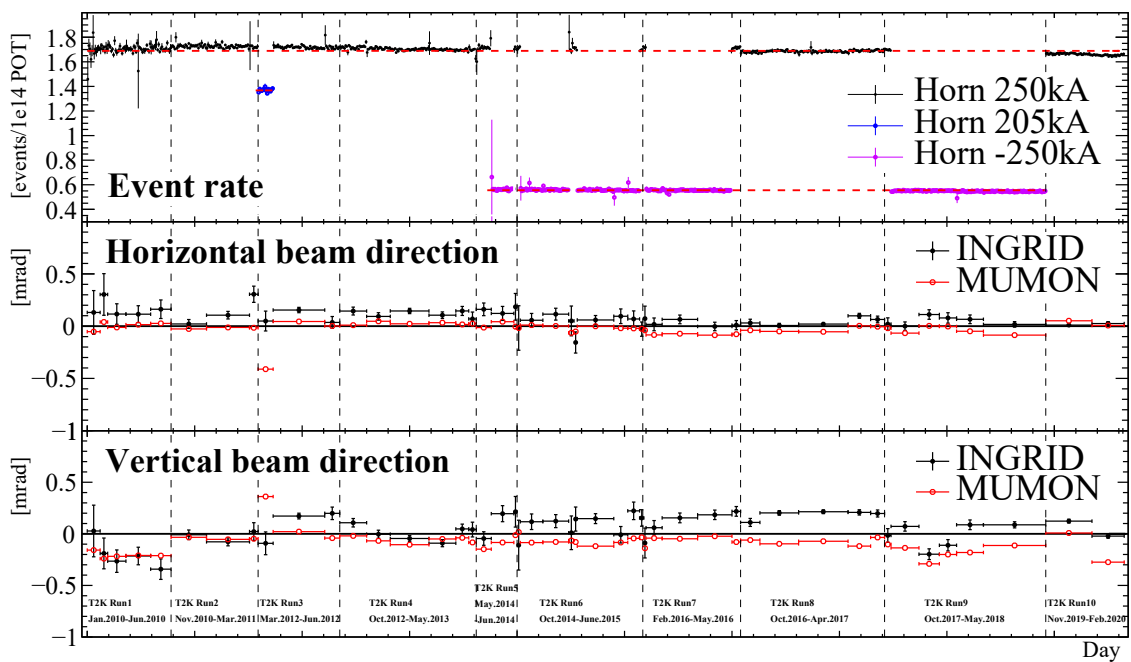 [events/1e14 POT]
1.8
1.6
1.4
1.2
1
0.8
0.6
0.4
Horn 250kA
Horn 205kA
Horn -250kA
Event rate
[mrad]
0.5
0
−0.5
−1
Horizontal beam direction
INGRID
MUMON
[mrad]
0.5
0
−0.5
−1
Vertical beam direction
INGRID
MUMON
T2K Run1
Jan.2010-Jun.2010
T2K Run2
Nov.2010-Mar.2011
T2K Run3
Mar.2012-Jun.2012
T2K Run4
Oct.2012-May.2013
T2K Run5
May.2014
Jun.2014
T2K Run6
Oct.2014-June.2015
T2K Run7
Feb.2016-May.2016
T2K Run8
Oct.2016-Apr.2017
T2K Run9
Oct.2017-May.2018
T2K Run10
Nov.2019-Feb.2020
Day